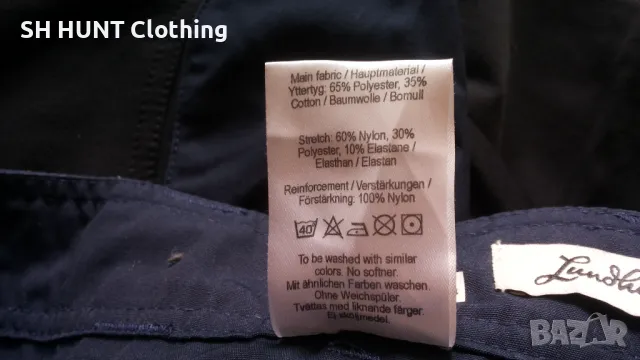 SH HUNT Clothing
Main fabric / Hauptmaterial /
Yttertyg: 65% Polyester, 35%
Cotton / Baumwolle / Bomull
Stretch: 60% Nylon, 30%
Polyester, 10% Elastane /
Elasthan / Elastan
Reinforcement / Verstärkungen /
Förstärkning: 100% Nylon
40
To be washed with similar
colors. No softner.
Mit ähnlichen Farben waschen.
Ohne Weichspüler.
Tvättas med liknande färger.
Ej sköljmedel.
BAZAR